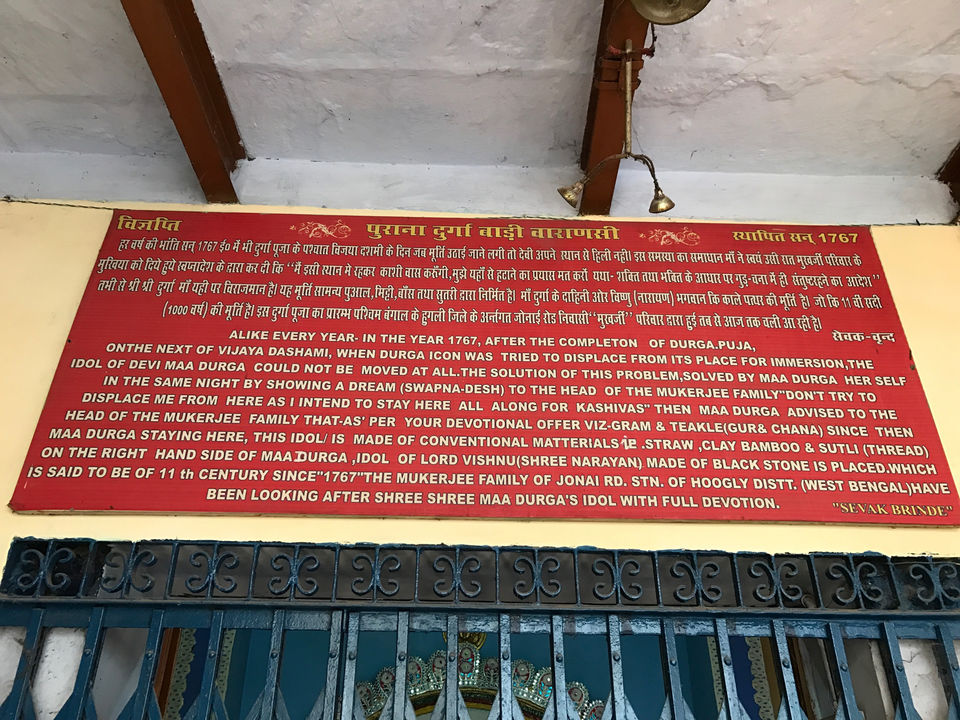 विज्ञप्ति पुराना दुर्गा बाड़ी वाराणसी स्थापित सन् 1767
हर वर्ष की भांति सन् 1767 ई० में भी दुर्गा पूजा के पश्चात विजया दशमी के दिन जब मूर्ति उठाई जाने लगी तो देवी अपने स्थान से हिली नही। इस समस्या का समाधान माँ ने स्वयं उसी रात मुखर्जी परिवार के
मुखिया को दिये हुये स्वप्नादेश के द्वारा कर दी कि "मैं इसी स्थान मे रहकर काशी वास करूँगी, मुझे यहाँ से हटाने का प्रयास मत करों यथा- शक्ति तथा भक्ति के आधार पर गुड़-चना में ही संतुष्टरहने का आदेश"
तभी से श्री श्री दुर्गा माँ यही पर विराजमान है। यह मूर्ति सामन्य पुआल, मिट्टी, बाँस तथा सुतरी द्वारा निर्मित है। माँ दुर्गा के दाहिनी ओर विष्णु (नारायण) भगवान कि काले पत्थर की मूर्ति है। जो कि 11 वीं सदी
(1000 वर्ष) की मूर्ति है। इस दुर्गा पूजा का प्रारम्भ पश्चिम बंगाल के हुगली जिले के अर्न्तगत जोनाई रोड निवासी "मुखर्जी" परिवार द्वारा हुई तब से आज तक चली आ रही है।
सेवक-वृन्द
ALIKE EVERY YEAR- IN THE YEAR 1767, AFTER THE COMPLETON OF DURGA.PUJA,
ONTHE NEXT OF VIJAYA DASHAMI, WHEN DURGA ICON WAS TRIED TO DISPLACE FROM ITS PLACE FOR IMMERSION,THE
IDOL OF DEVI MAA DURGA COULD NOT BE MOVED AT ALL.THE SOLUTION OF THIS PROBLEM,SOLVED BY MAA DURGA HER SELF
IN THE SAME NIGHT BY SHOWING A DREAM (SWAPNA-DESH) TO THE HEAD OF THE MUKERJEE FAMILY"DON'T TRY TO
DISPLACE ME FROM HERE AS I INTEND TO STAY HERE ALL ALONG FOR KASHIVAS" THEN MAA DURGA ADVISED TO THE
HEAD OF THE MUKERJEE FAMILY THAT-AS' PER YOUR DEVOTIONAL OFFER VIZ-GRAM & TEAKLE(GUR& CHANA) SINCE THEN
MAA DURGA STAYING HERE, THIS IDOL/ IS MADE OF CONVENTIONAL MATTERIALS ie .STRAW ,CLAY BAMBOO & SUTLI (THREAD)
ON THE RIGHT HAND SIDE OF MAA DURGA ,IDOL OF LORD VISHNU(SHREE NARAYAN) MADE OF BLACK STONE IS PLACED.WHICH
IS SAID TO BE OF 11 th CENTURY SINCE"1767"THE MUKERJEE FAMILY OF JONAI RD. STN. OF HOOGLY DISTT. (WEST BENGAL)HAVE
BEEN LOOKING AFTER SHREE SHREE MAA DURGA'S IDOL WITH FULL DEVOTION.
"SEVAK BRINDE"